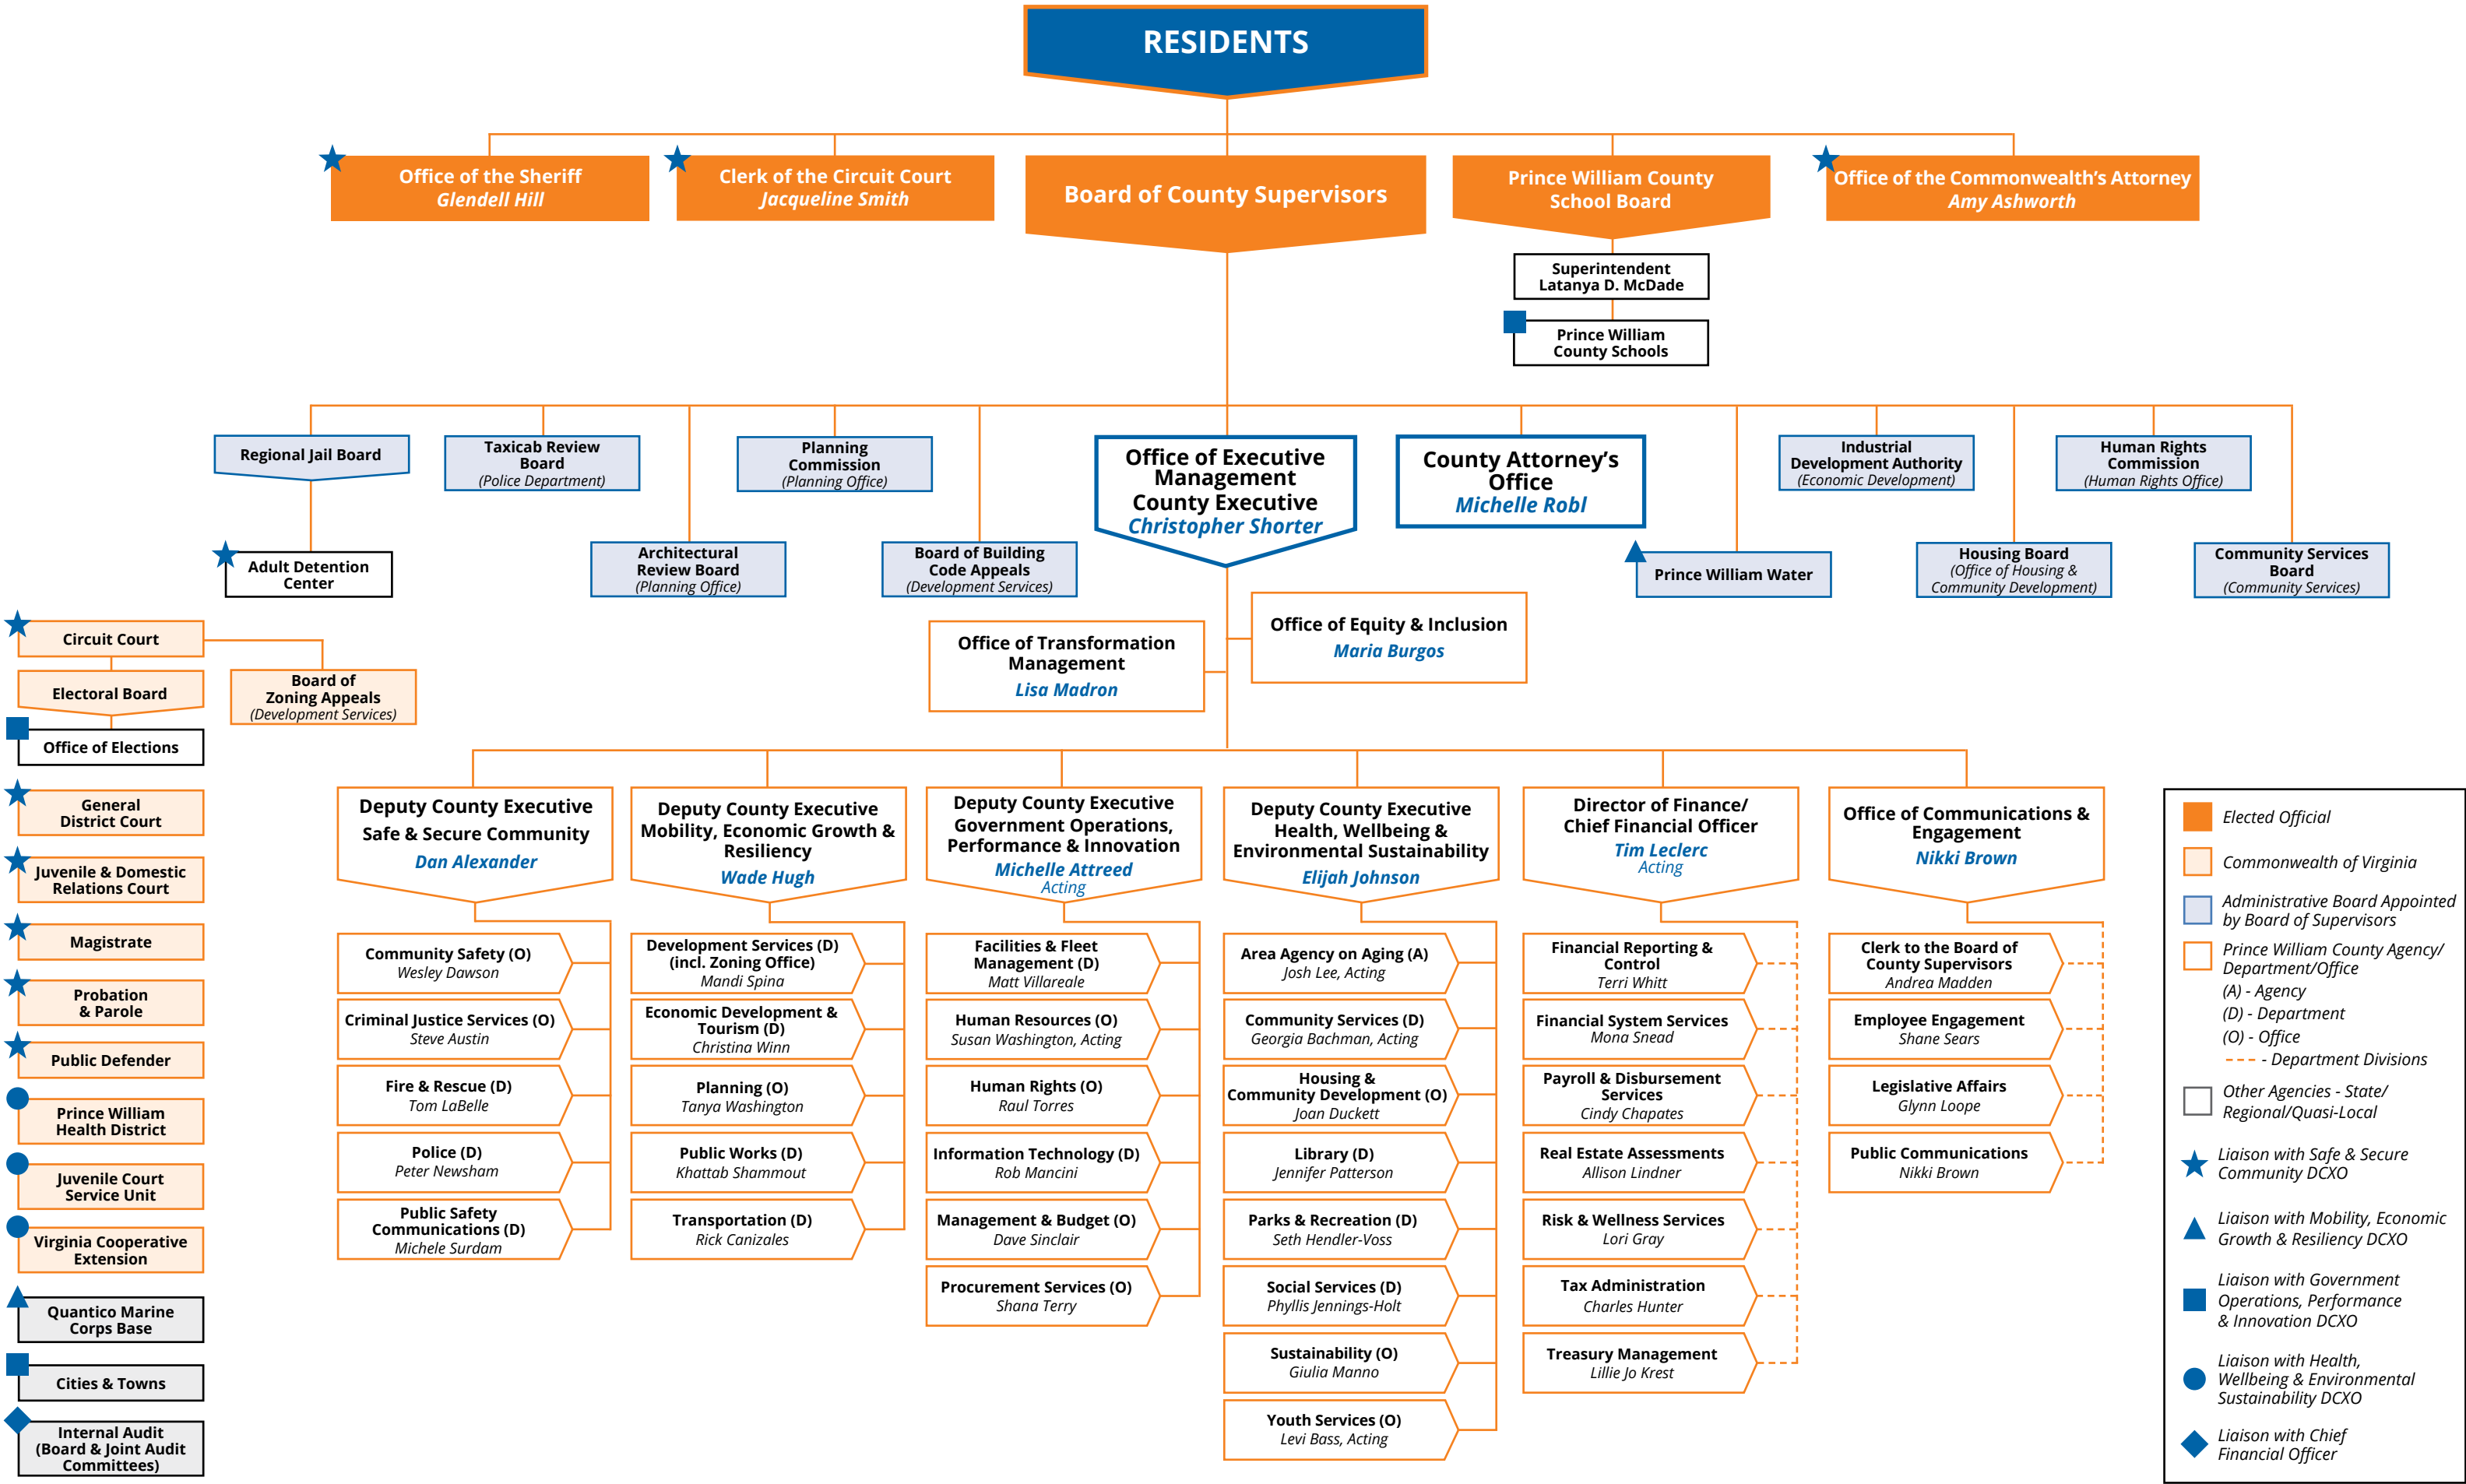 RESIDENTS
Office of the Sheriff
Glendell Hill
Clerk of the Circuit Court
Jacqueline Smith
Board of County Supervisors
Prince William County
School Board
Office of the Commonwealth’s Attorney
Amy Ashworth
Superintendent
Latanya D. McDade
Prince William
County Schools
Regional Jail Board
Taxicab Review
Board
(Police Department)
Planning
Commission
(Planning Office)
Office of Executive
Management
County Executive
Christopher Shorter
County Attorney’s
Office
Michelle Robl
Industrial
Development Authority
(Economic Development)
Human Rights
Commission
(Human Rights Office)
Adult Detention
Center
Architectural
Review Board
(Planning Office)
Board of Building
Code Appeals
(Development Services)
Prince William Water
Housing Board
(Office of Housing &
Community Development)
Community Services
Board
(Community Services)
Office of Transformation
Management
Lisa Madron
Office of Equity & Inclusion
Maria Burgos
Circuit Court
Electoral Board
Board of
Zoning Appeals
(Development Services)
Office of Elections
General
District Court
Juvenile & Domestic
Relations Court
Magistrate
Probation
& Parole
Public Defender
Prince William
Health District
Juvenile Court
Service Unit
Virginia Cooperative
Extension
Quantico Marine
Corps Base
Cities & Towns
Internal Audit
(Board & Joint Audit
Committees)
Deputy County Executive
Safe & Secure Community
Dan Alexander
Community Safety (O)
Wesley Dawson
Criminal Justice Services (O)
Steve Austin
Fire & Rescue (D)
Tom LaBelle
Police (D)
Peter Newsham
Public Safety
Communications (D)
Michele Surdam
Deputy County Executive
Mobility, Economic Growth &
Resiliency
Wade Hugh
Development Services (D)
(incl. Zoning Office)
Mandi Spina
Economic Development &
Tourism (D)
Christina Winn
Planning (O)
Tanya Washington
Public Works (D)
Khattab Shammout
Transportation (D)
Rick Canizales
Deputy County Executive
Government Operations,
Performance & Innovation
Michelle Attreed
Acting
Facilities & Fleet
Management (D)
Matt Villareale
Human Resources (O)
Susan Washington, Acting
Human Rights (O)
Raul Torres
Information Technology (D)
Rob Mancini
Management & Budget (O)
Dave Sinclair
Procurement Services (O)
Shana Terry
Deputy County Executive
Health, Wellbeing &
Environmental Sustainability
Elijah Johnson
Area Agency on Aging (A)
Josh Lee, Acting
Community Services (D)
Georgia Bachman, Acting
Housing &
Community Development (O)
Joan Duckett
Library (D)
Jennifer Patterson
Parks & Recreation (D)
Seth Hendler-Voss
Social Services (D)
Phyllis Jennings-Holt
Sustainability (O)
Giulia Manno
Youth Services (O)
Levi Bass, Acting
Director of Finance/
Chief Financial Officer
Tim Leclerc
Acting
Financial Reporting &
Control
Terri Whitt
Financial System Services
Mona Snead
Payroll & Disbursement
Services
Cindy Chapates
Real Estate Assessments
Allison Lindner
Risk & Wellness Services
Lori Gray
Tax Administration
Charles Hunter
Treasury Management
Lillie Jo Krest
Office of Communications &
Engagement
Nikki Brown
Clerk to the Board of
County Supervisors
Andrea Madden
Employee Engagement
Shane Sears
Legislative Affairs
Glynn Loope
Public Communications
Nikki Brown
Elected Official
Commonwealth of Virginia
Administrative Board Appointed
by Board of Supervisors
Prince William County Agency/
Department/Office
(A) - Agency
(D) - Department
(O) - Office
- Department Divisions
Other Agencies - State/
Regional/Quasi-Local
Liaison with Safe & Secure
Community DCXO
Liaison with Mobility, Economic
Growth & Resiliency DCXO
Liaison with Government
Operations, Performance
& Innovation DCXO
Liaison with Health,
Wellbeing & Environmental
Sustainability DCXO
Liaison with Chief
Financial Officer